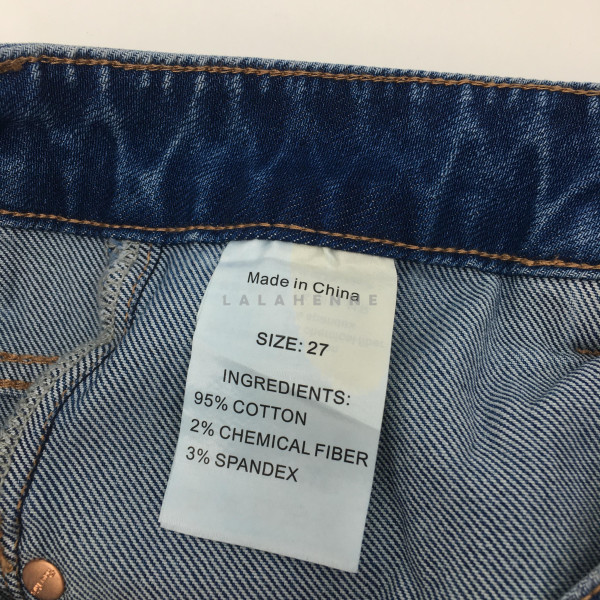 Made in China
LALAHENNE
SIZE: 27
INGREDIENTS:
95% COTTON
2% CHEMICAL FIBER
3% SPANDEX